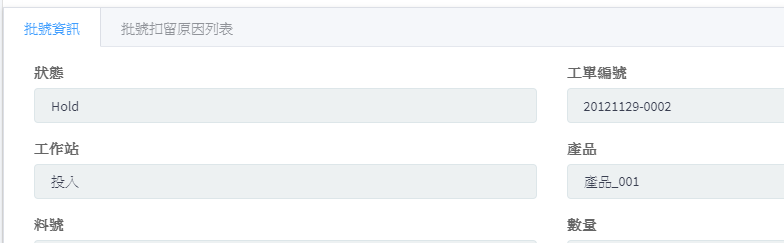 批號資訊 批號扣留原因列表
狀態 工單編號
Hold 20121129-0002
工作站 產品
投入 產品_001
料號 數量